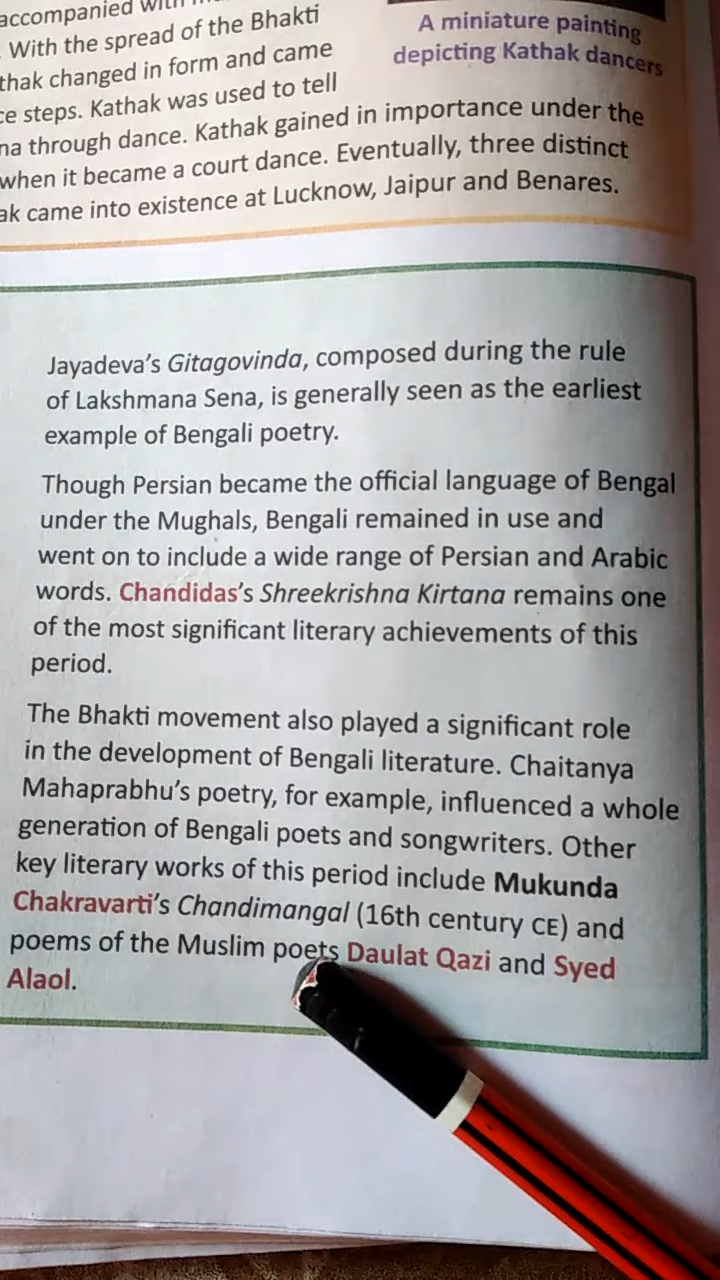 accompanied with
. With the spread of the Bhakti
thak changed in form and came
ce steps. Kathak was used to tell
na through dance. Kathak gained in importance under the
when it became a court dance. Eventually, three distinct
ak came into existence at Lucknow, Jaipur and Benares.
A miniature painting
depicting Kathak dancers
Jayadeva's Gitagovinda, composed during the rule
of Lakshmana Sena, is generally seen as the earliest
example of Bengali poetry.
Though Persian became the official language of Bengal
under the Mughals, Bengali remained in use and
went on to include a wide range of Persian and Arabic
words. Chandidas's Shreekrishna Kirtana remains one
of the most significant literary achievements of this
period.
The Bhakti movement also played a significant role
in the development of Bengali literature. Chaitanya
Mahaprabhu's poetry, for example, influenced a whole
generation of Bengali poets and songwriters. Other
key literary works of this period include Mukunda
Chakravarti's Chandimangal (16th century CE) and
poems of the Muslim poets Daulat Qazi and Syed
Alaol.